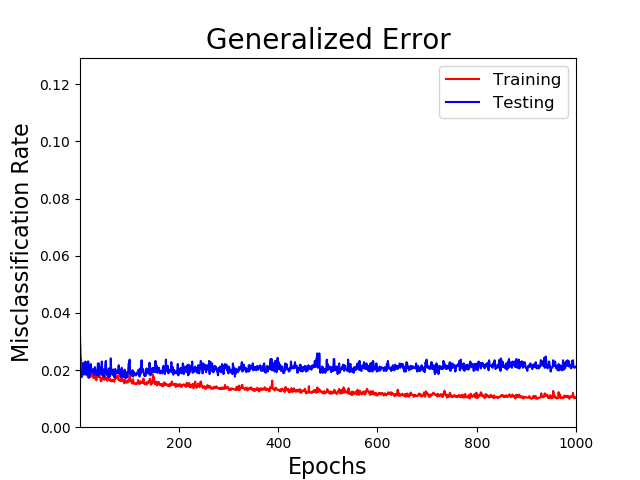 Generalized Error
Training
Testing
Misclassification Rate
0.12
0.10
0.08
0.06
0.04
0.02
0.00
200
400
600
800
1000
Epochs